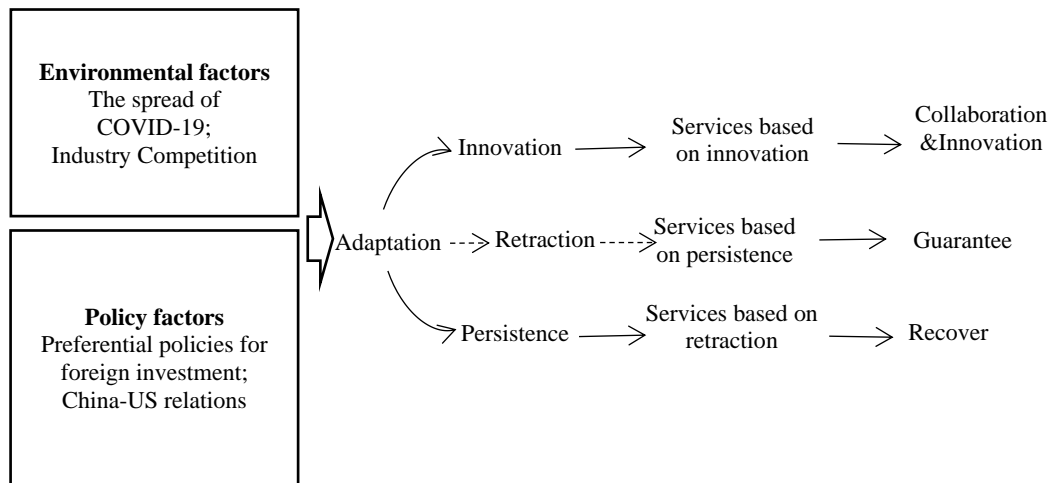 Environmental factors
The spread of
COVID-19;
Industry Competition
Policy factors
Preferential policies for
foreign investment;
China-US relations
Adaptation
Innovation
Services based
on innovation
Collaboration
&Innovation
Retraction
Services based
on persistence
Guarantee
Persistence
Services based on
retraction
Recover